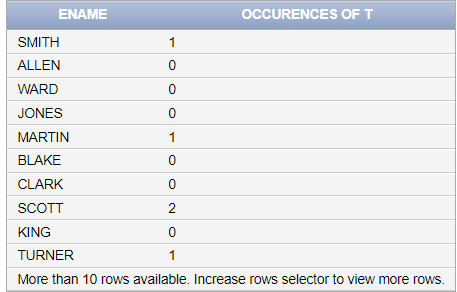 ENAME OCCURENCES OF T
SMITH 1
ALLEN 0
WARD 0
JONES 0
MARTIN 1
BLAKE 0
CLARK 0
SCOTT 2
KING 0
TURNER 1
More than 10 rows available. Increase rows selector to view more rows.